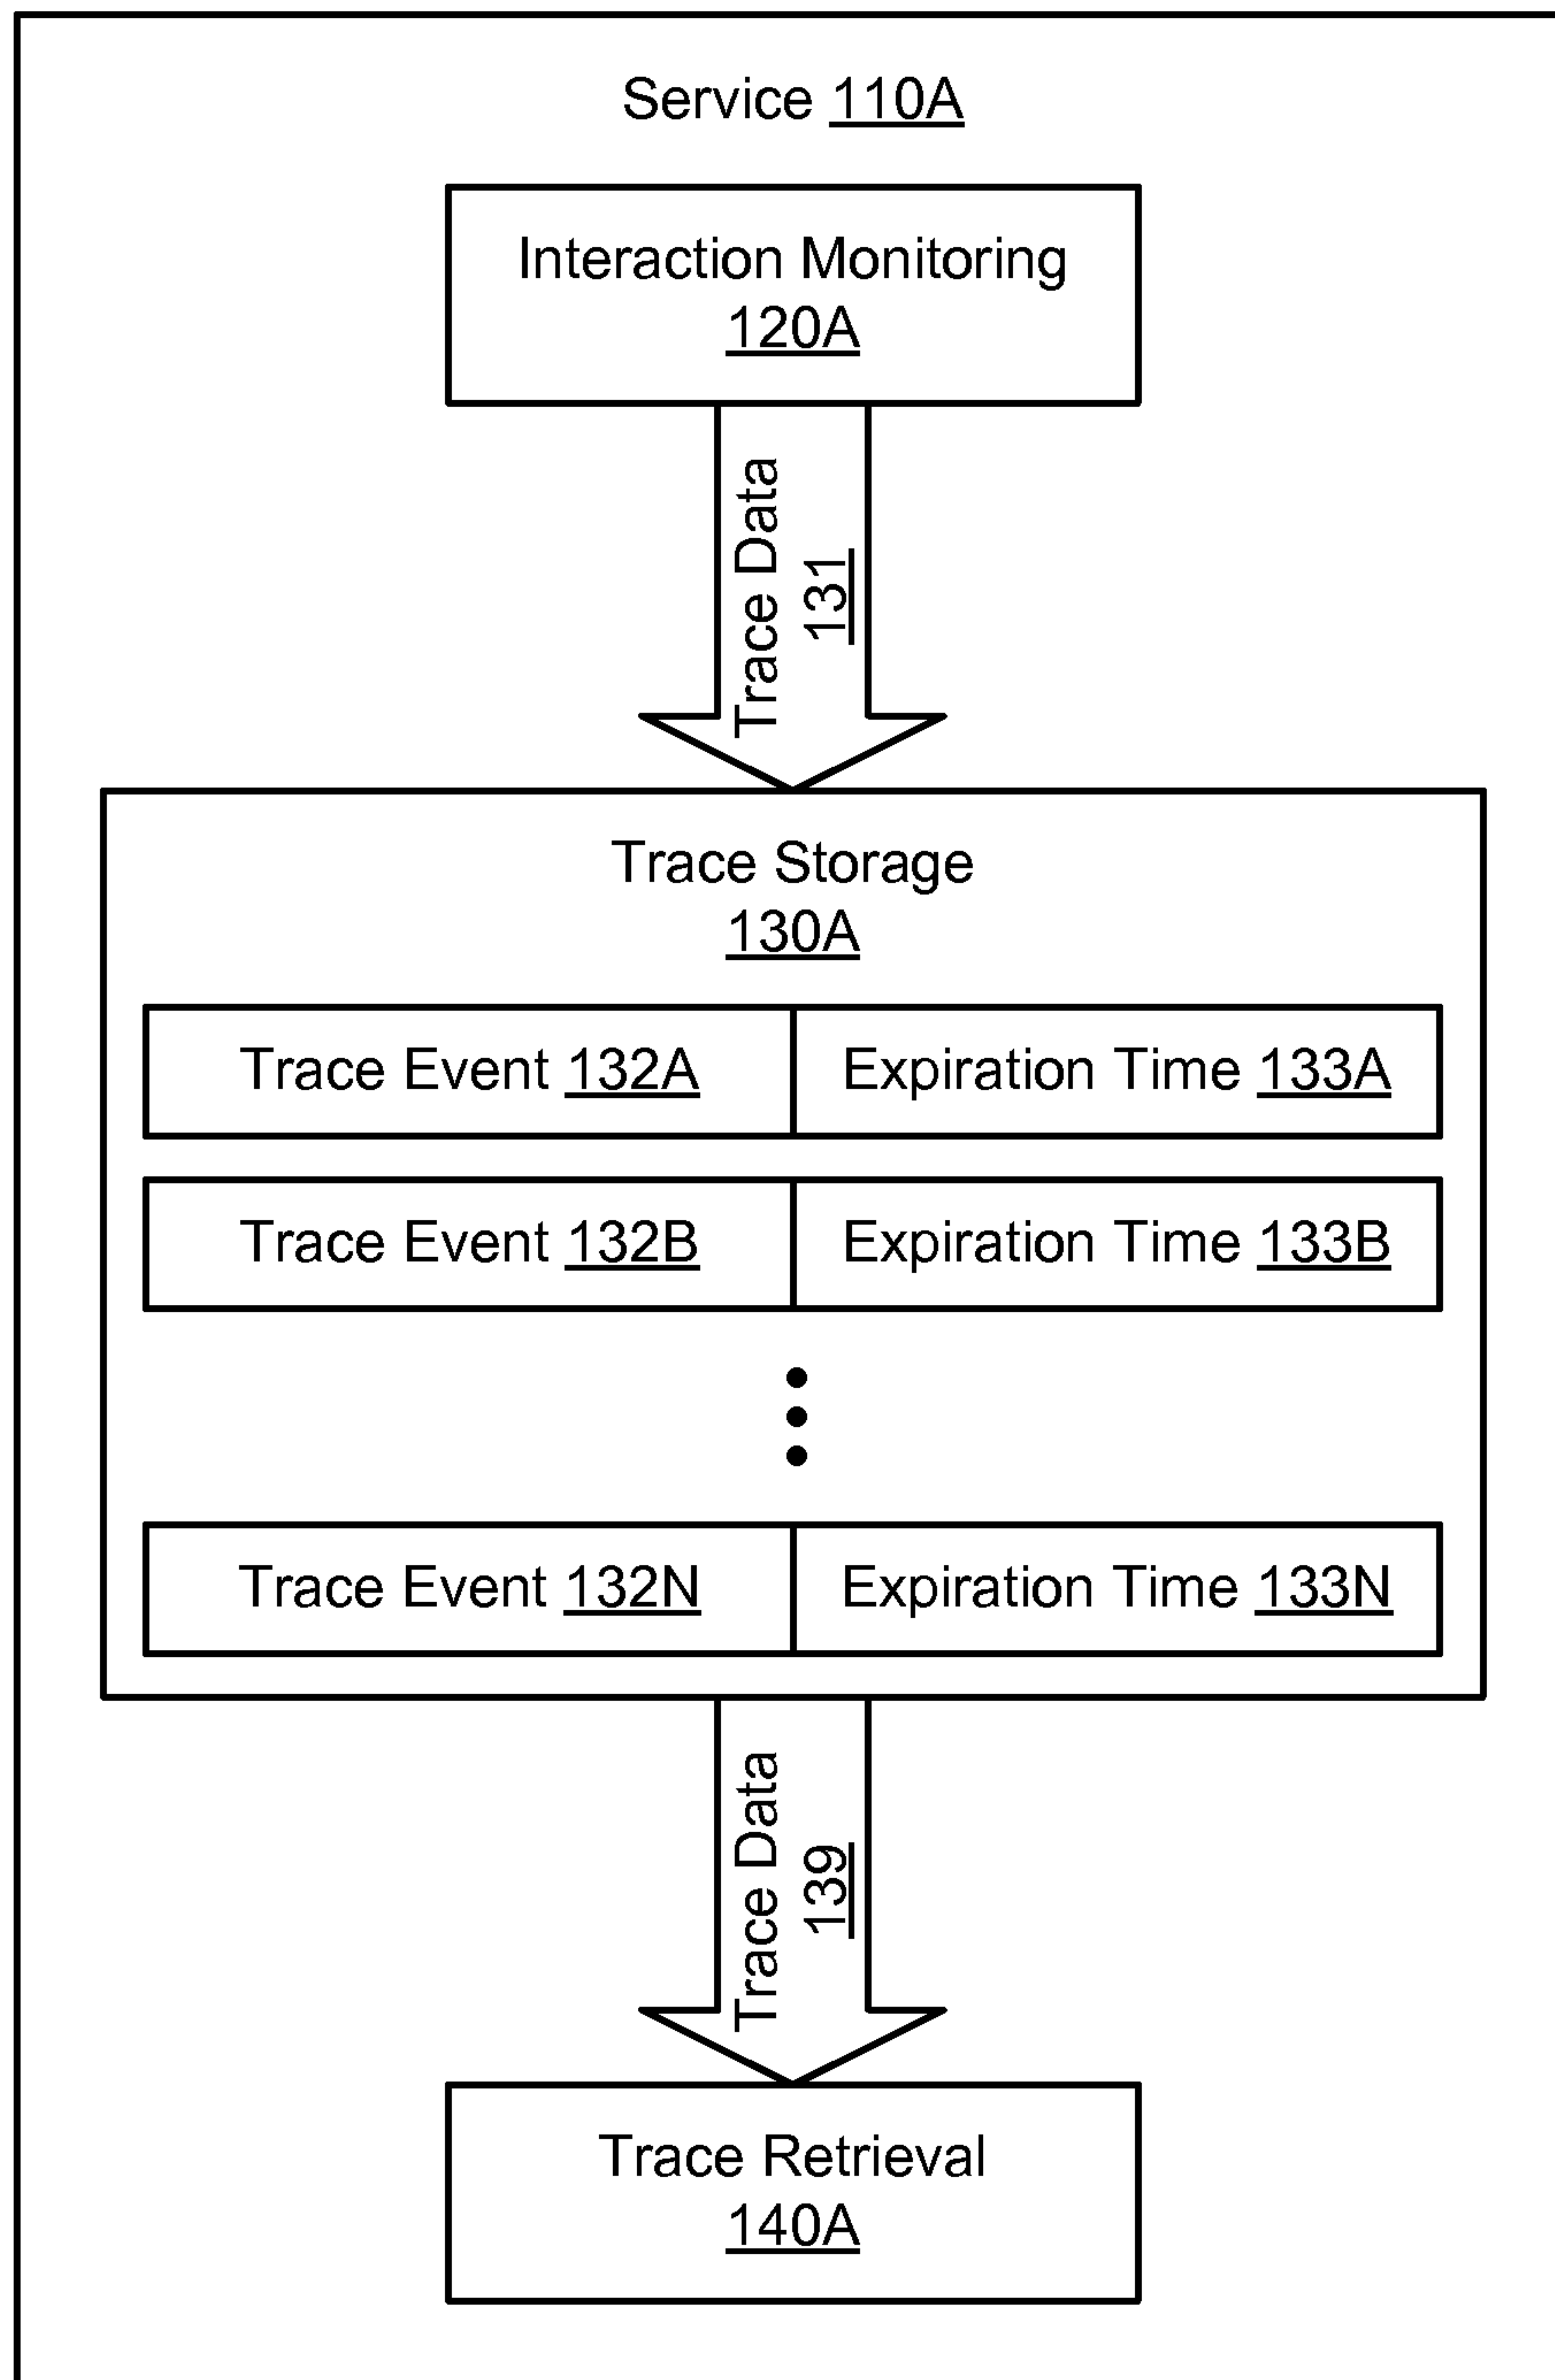 Service 110A
Interaction Monitoring
120A
Trace Data
131
Trace Storage
130A
Trace Event 132A
Expiration Time 133A
Trace Event 132B
Expiration Time 133B
Trace Event 132N
Expiration Time 133N
Trace Data
139
Trace Retrieval
140A